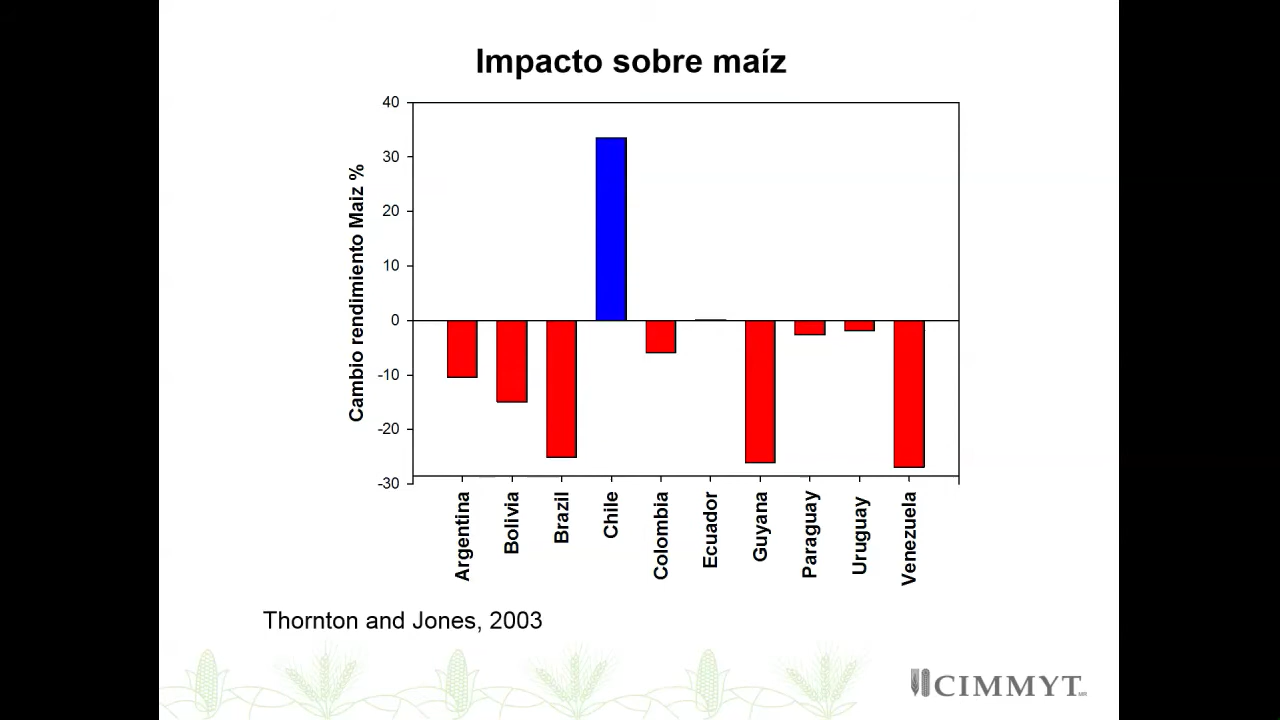 Impacto sobre maíz
Cambio rendimiento Maiz %
40
30
20
10
0
-10
-20
-30
Argentina
Bolivia
Brazil
Chile
Colombia
Ecuador
Guyana
Paraguay
Uruguay
Venezuela
Thornton and Jones, 2003
CIMMYT